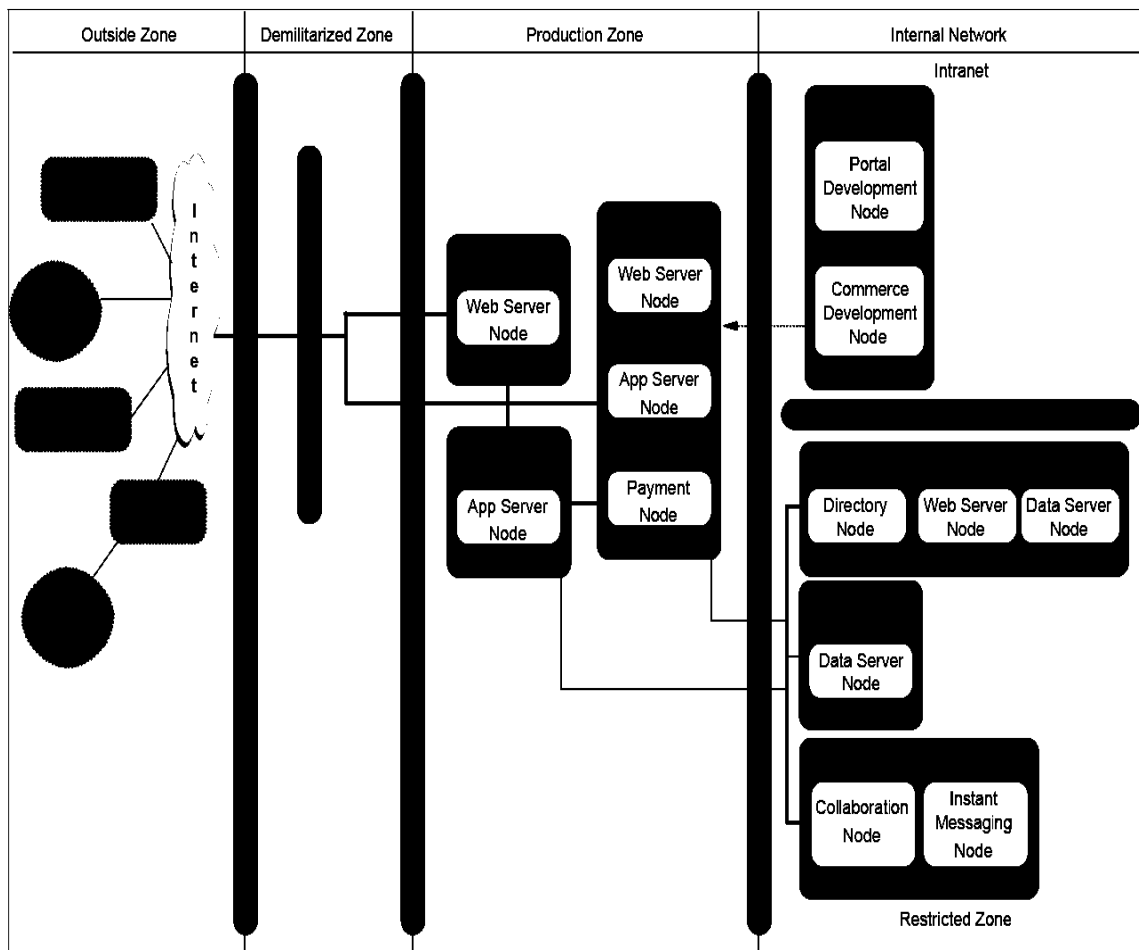 Outside Zone
Demilitarized Zone
Production Zone
Internal Network
Intranet
Internet
Web Server
Node
App Server
Node
Web Server
Node
App Server
Node
Payment
Node
Portal
Development
Node
Commerce
Development
Node
Directory
Node
Web Server
Node
Data Server
Node
Data Server
Node
Collaboration
Node
Instant
Messaging
Node
Restricted Zone